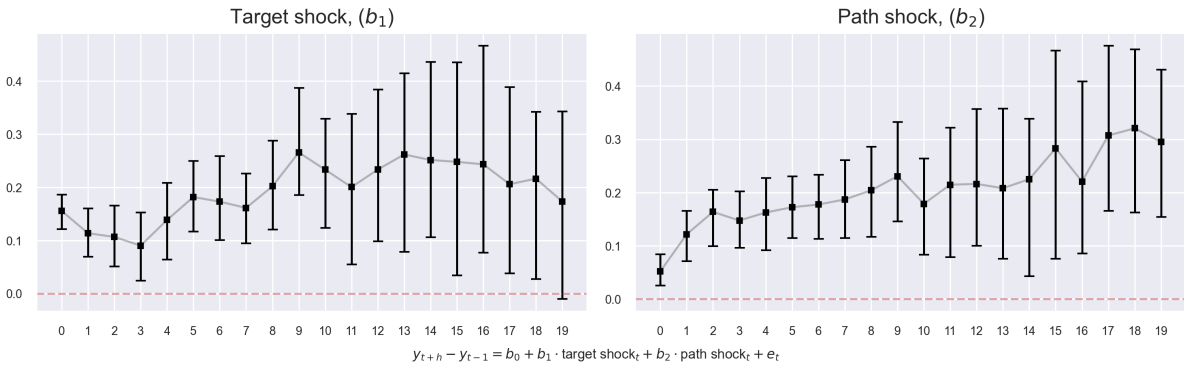 Target shock, (b₁)
Path shock, (b₂)
0.4
0.3
0.2
0.1
0.0
0 1 2 3 4 5 6 7 8 9 10 11 12 13 14 15 16 17 18 19
0.4
0.3
0.2
0.1
0.0
0 1 2 3 4 5 6 7 8 9 10 11 12 13 14 15 16 17 18 19
yₜ₊ₕ − yₜ₋₁ = b₀ + b₁ · target shockₜ + b₂ · path shockₜ + eₜ